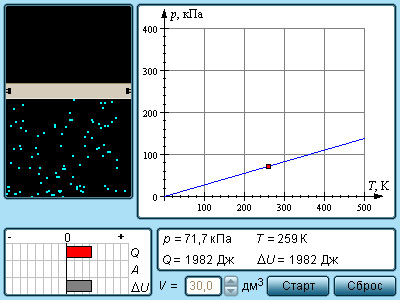 p, кПа
400
300
200
100
0
100 200 300 400 500
T, К
- 0 +
Q
A
ΔU
p = 71,7 кПа T = 259 К
Q = 1982 Дж ΔU = 1982 Дж
V = 30,0 дм³ Старт Сброс